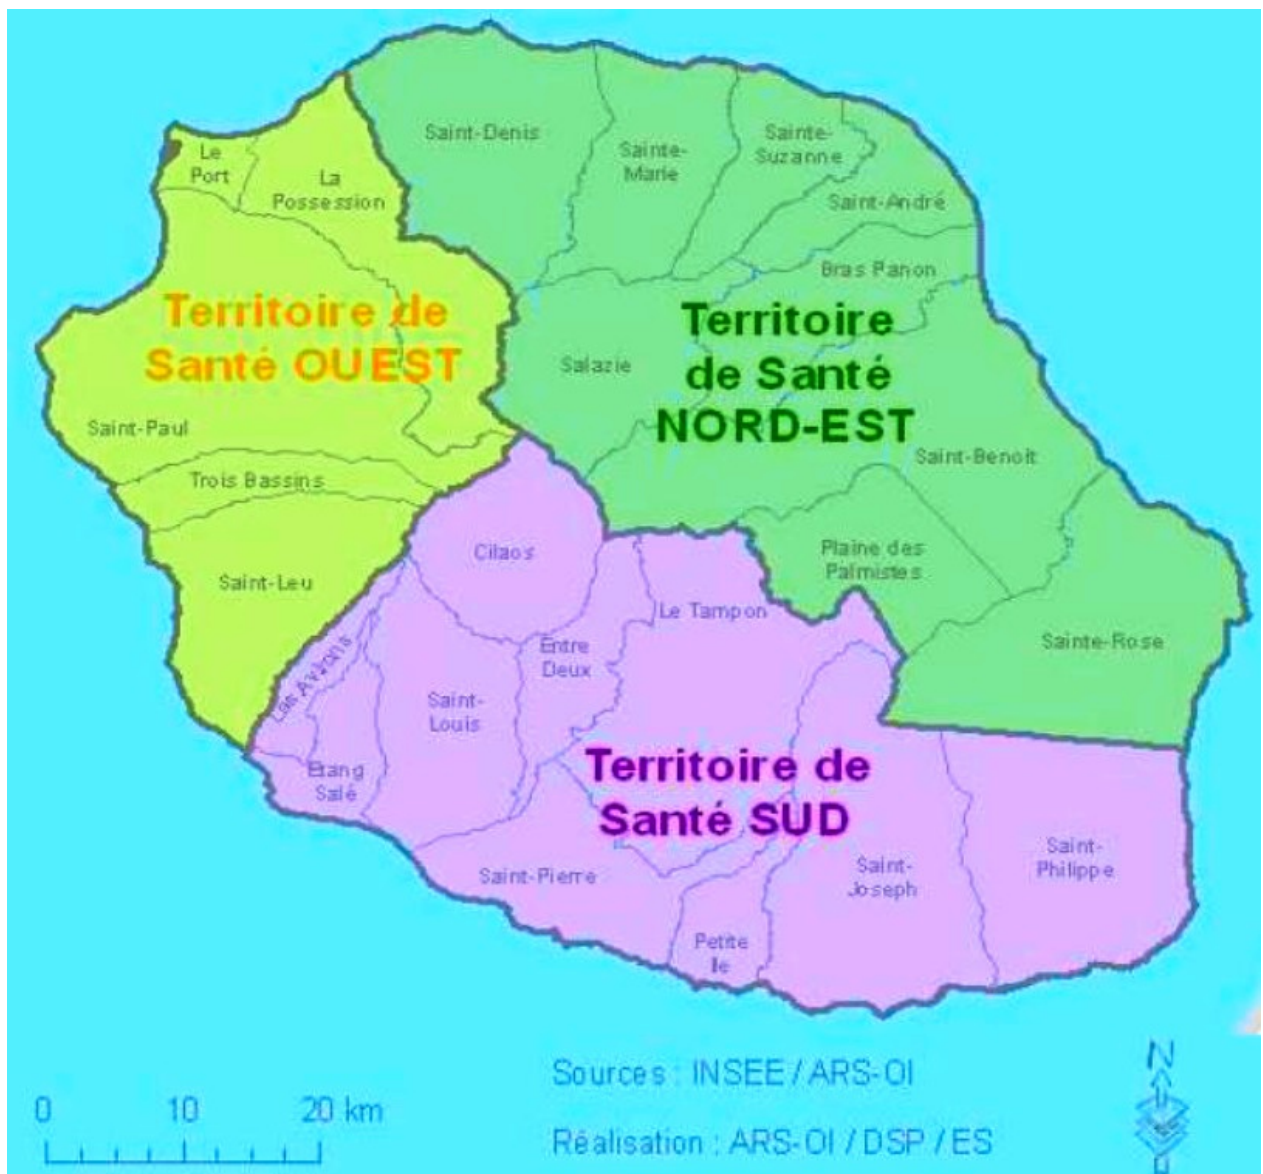 Saint-Denis
Sainte-
Marie
Sainte-
Suzanne
Le
Port
La
Possession
Saint-André
Bras Panon
Territoire de
Santé OUEST
Territoire
de Santé
NORD-EST
Salazie
Saint-Paul
Trois Bassins
Saint-Benoit
Cilaos
Plaine des
Palmistes
Saint-Leu
Le Tampon
Entre
Deux
Sainte-Rose
Les Avirons
Saint-
Louis
Etang
Salé
Territoire de
Santé SUD
Saint-Pierre
Saint-
Joseph
Saint-
Philippe
Petite
Ile
Sources : INSEE / ARS-OI
N
0 10 20 km
Réalisation : ARS-OI / DSP / ES